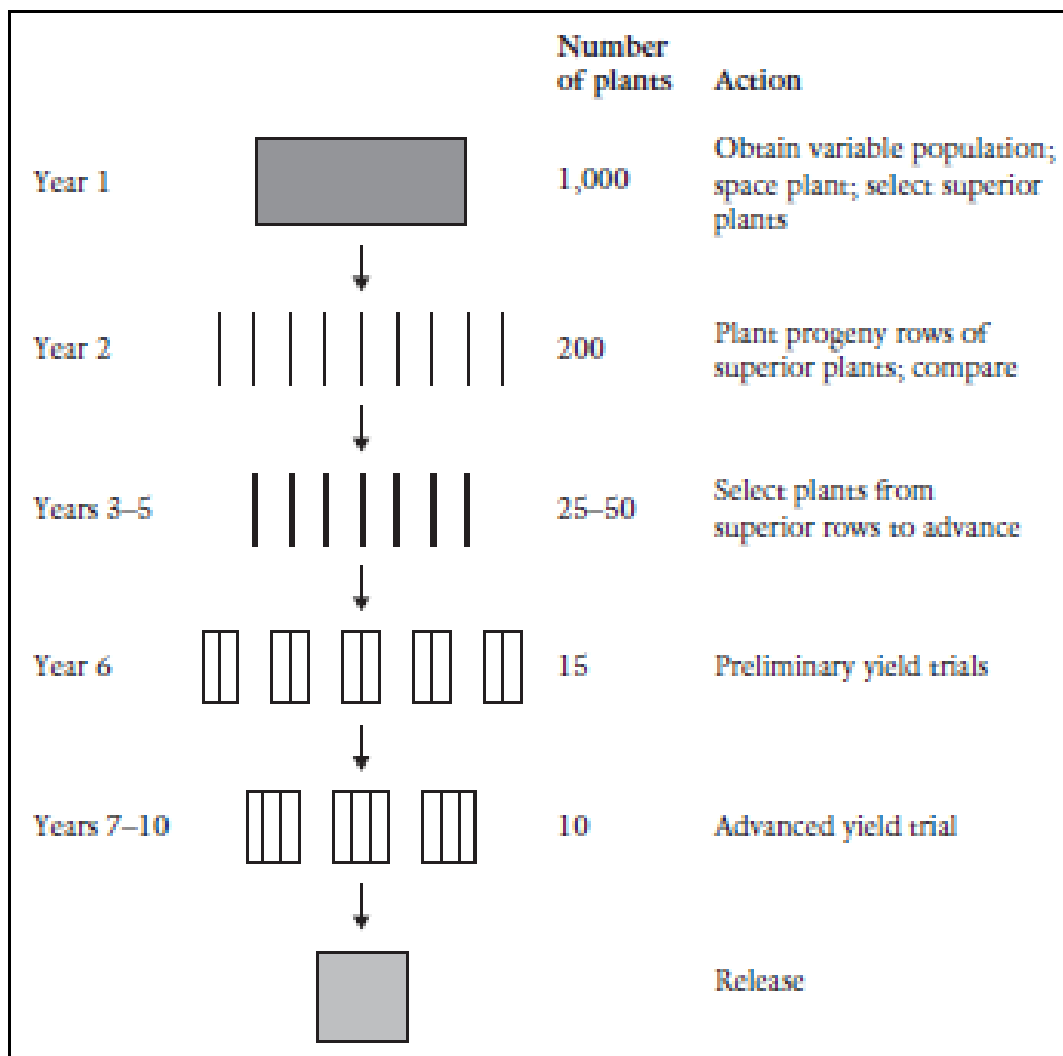 Number
of plants Action
Year 1 1,000 Obtain variable population;
space plant; select superior
plants
Year 2 200 Plant progeny rows of
superior plants; compare
Years 3–5 25–50 Select plants from
superior rows to advance
Year 6 15 Preliminary yield trials
Years 7–10 10 Advanced yield trial
Release